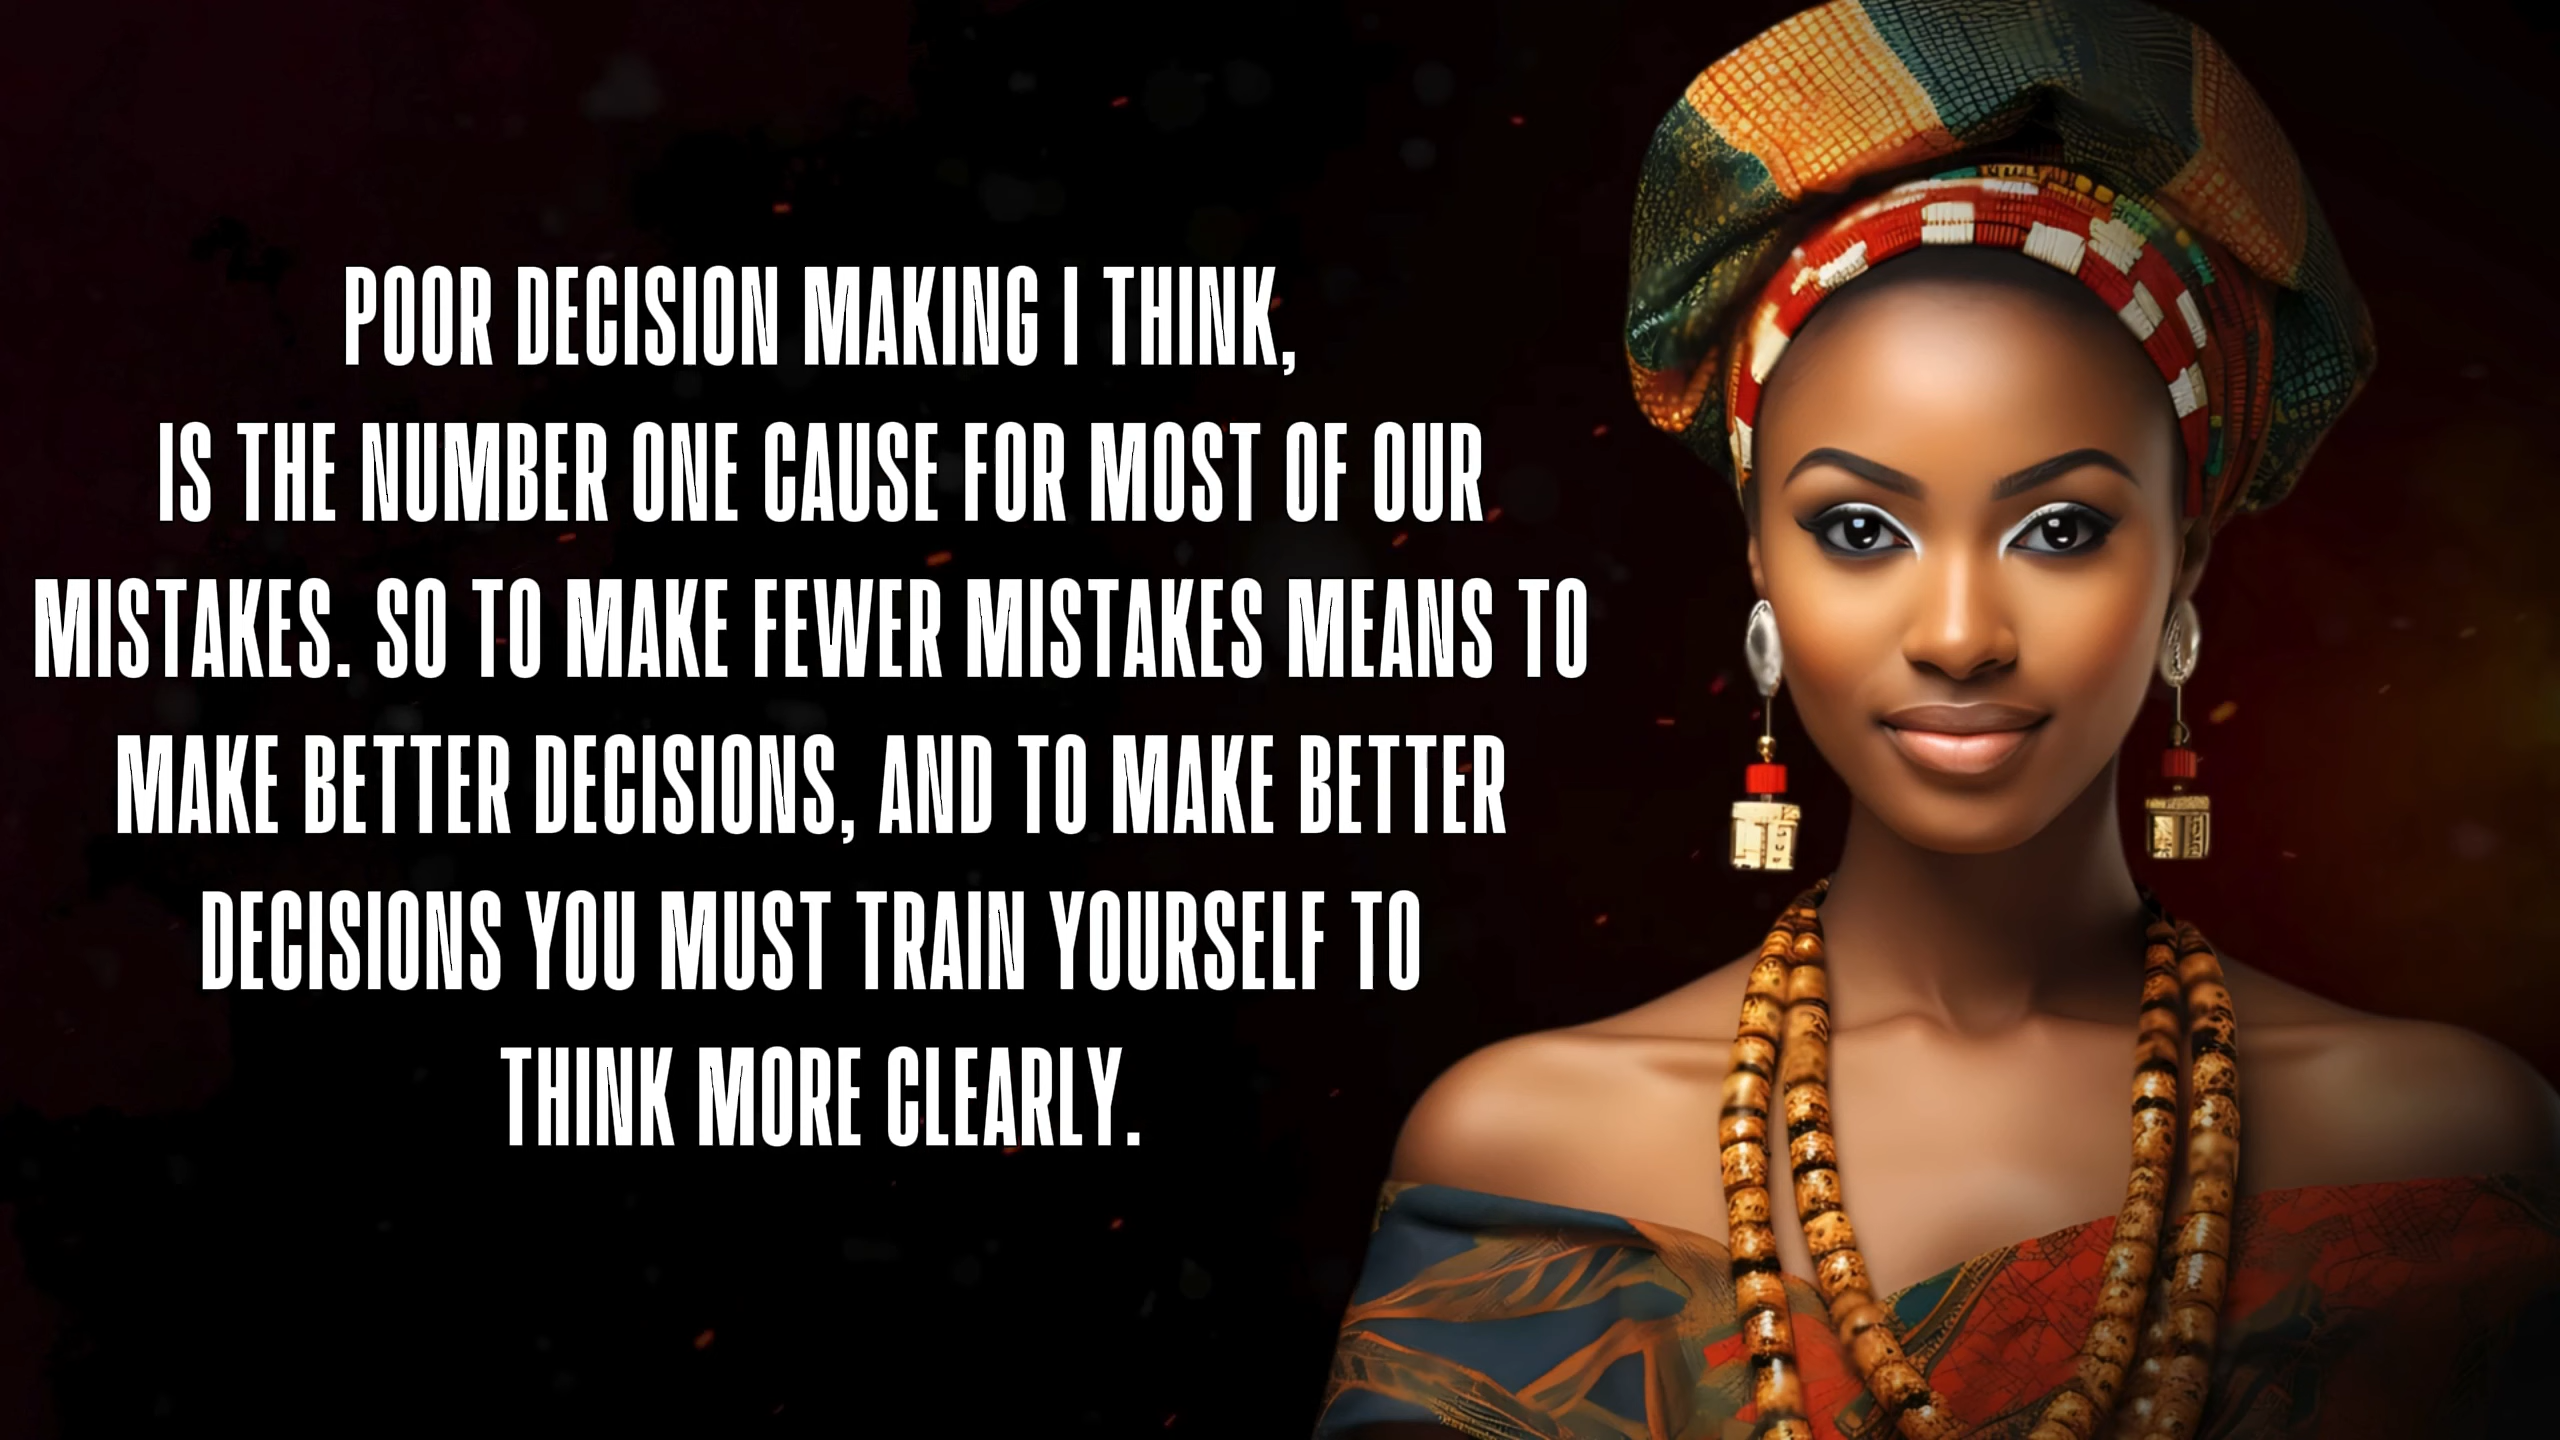 POOR DECISION MAKING I THINK,
IS THE NUMBER ONE CAUSE FOR MOST OF OUR
MISTAKES. SO TO MAKE FEWER MISTAKES MEANS TO
MAKE BETTER DECISIONS, AND TO MAKE BETTER
DECISIONS YOU MUST TRAIN YOURSELF TO
THINK MORE CLEARLY.